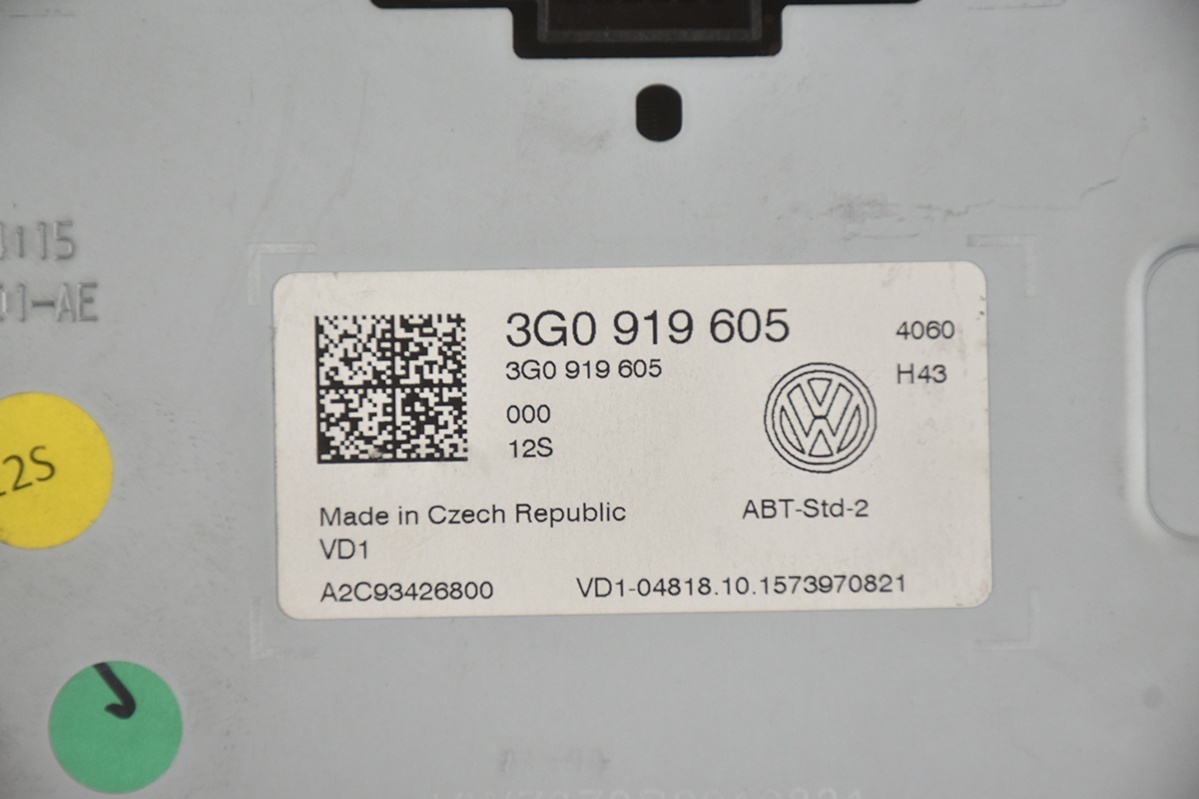 3G0 919 605
4060
3G0 919 605
H43
000
12S
Made in Czech Republic
ABT-Std-2
VD1
A2C93426800
VD1-04818.10.1573970821
2S